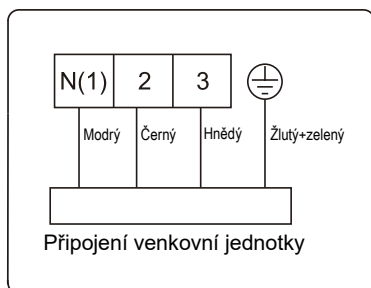 N(1) 2 3
Modrý Černý Hnědý Žlutý+zelený
Připojení venkovní jednotky